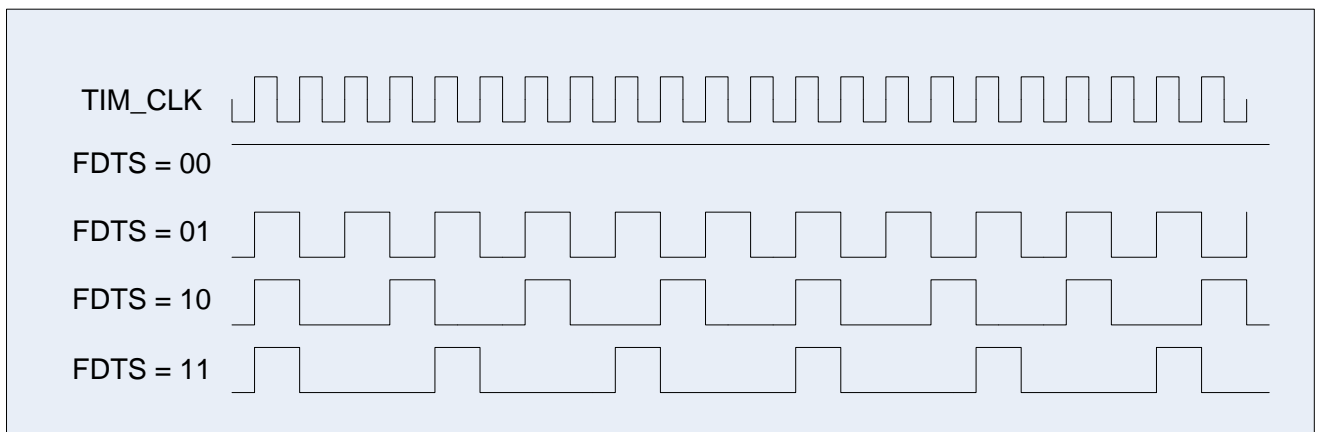 TIM_CLK
FDTS = 00
FDTS = 01
FDTS = 10
FDTS = 11